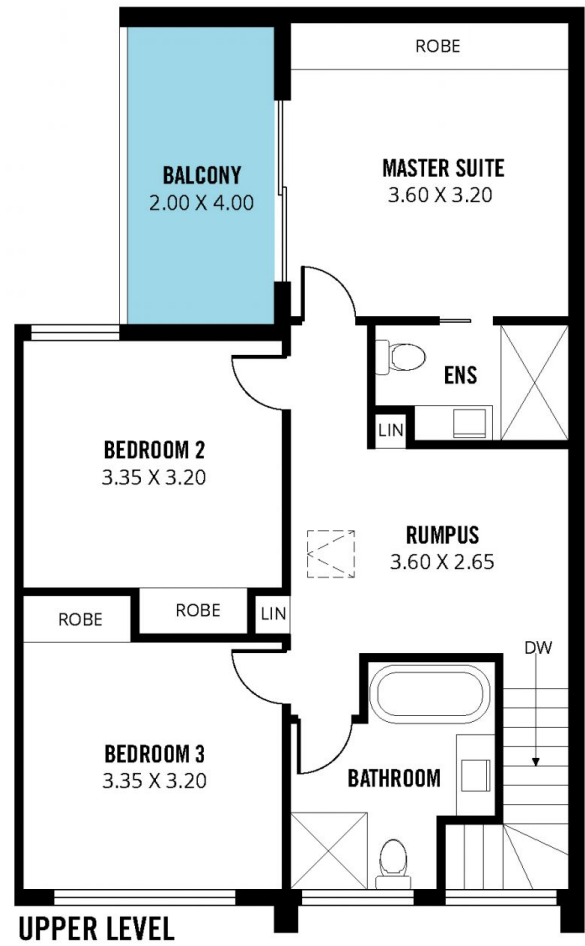 ROBE
BALCONY
2.00 X 4.00
MASTER SUITE
3.60 X 3.20
ENS
LIN
BEDROOM 2
3.35 X 3.20
RUMPUS
3.60 X 2.65
ROBE
ROBE
LIN
DW
BEDROOM 3
3.35 X 3.20
BATHROOM
UPPER LEVEL